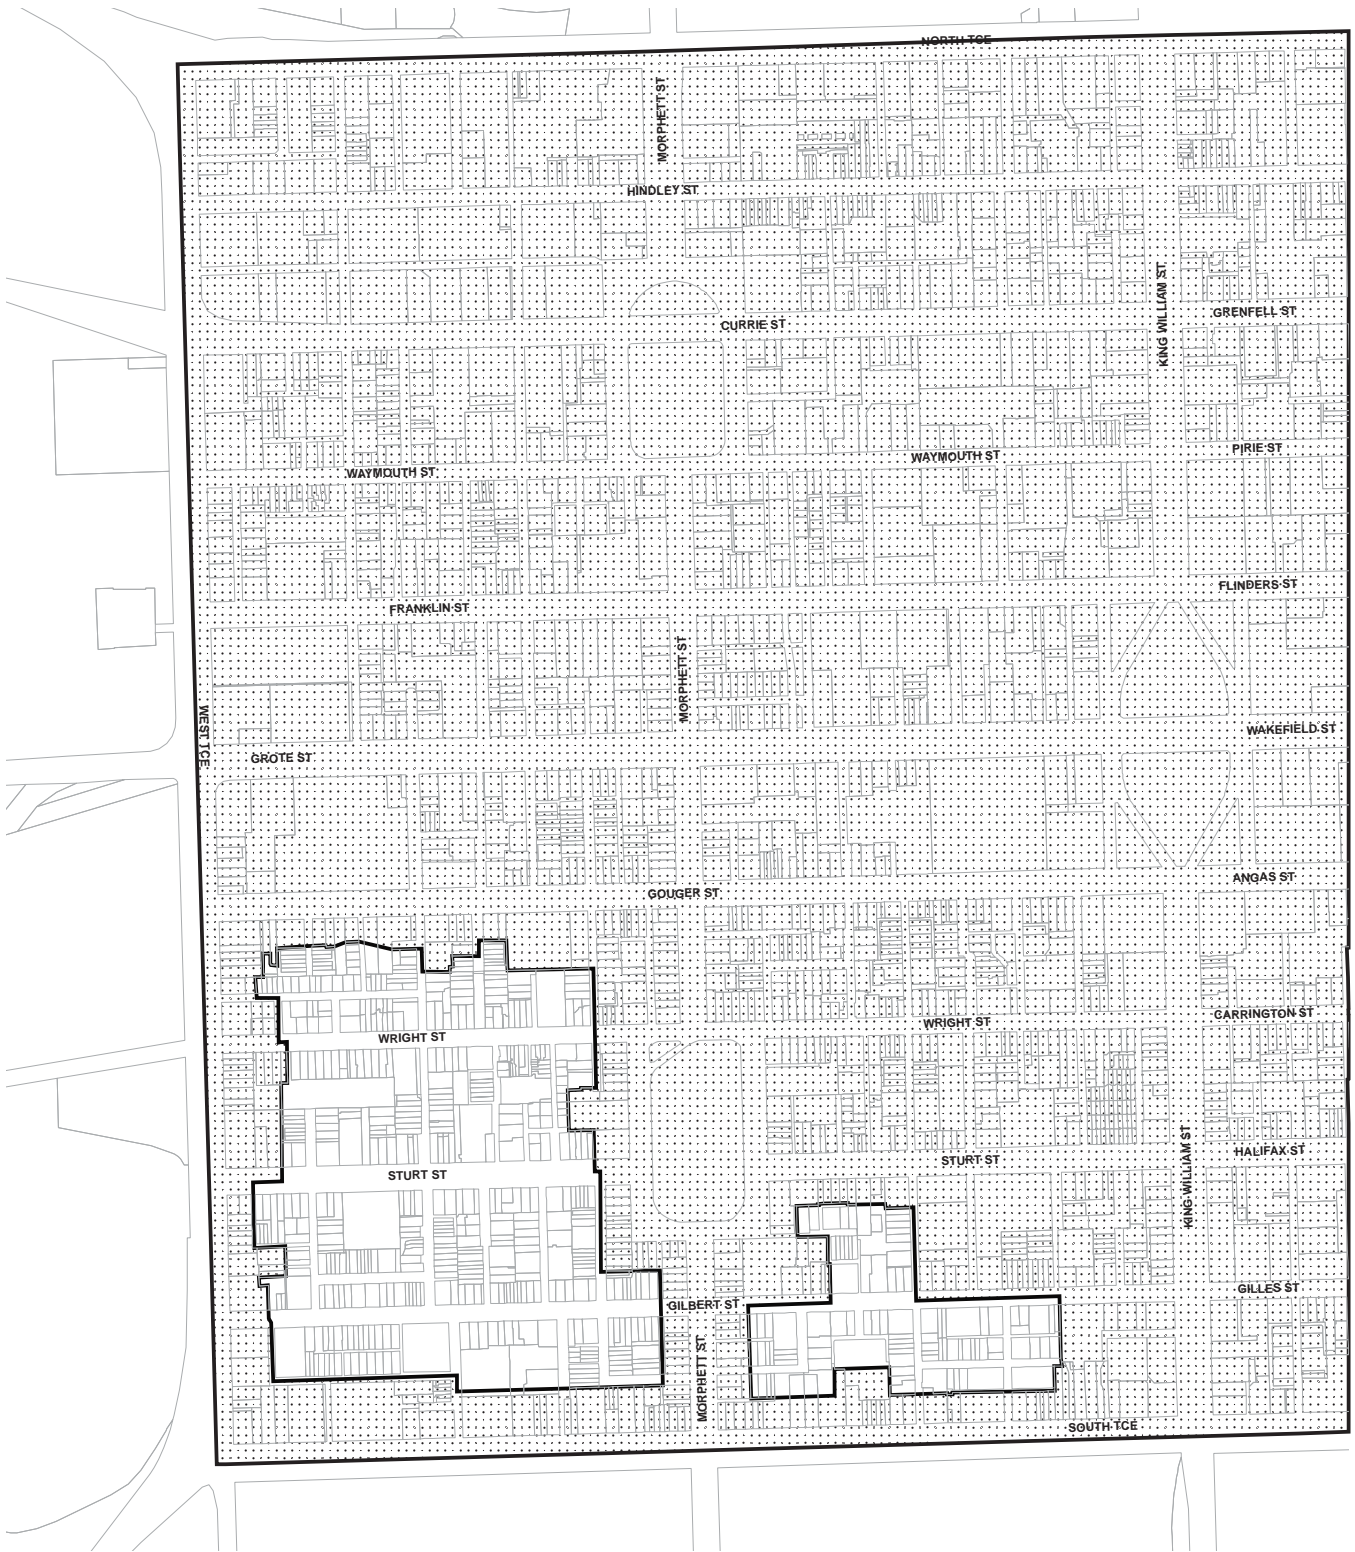 NORTH TCE
MORPHETT ST
HINDLEY ST
KING WILLIAM ST
GRENFELL ST
CURRIE ST
PIRIE ST
WAYMOUTH ST
WAYMOUTH ST
FLINDERS ST
FRANKLIN ST
MORPHETT ST
WEST TCE
WAKEFIELD ST
GROTE ST
ANGAS ST
GOUGER ST
CARRINGTON ST
WRIGHT ST
WRIGHT ST
KING WILLIAM ST
HALIFAX ST
STURT ST
STURT ST
GILLES ST
GILBERT ST
MORPHETT ST
SOUTH TCE